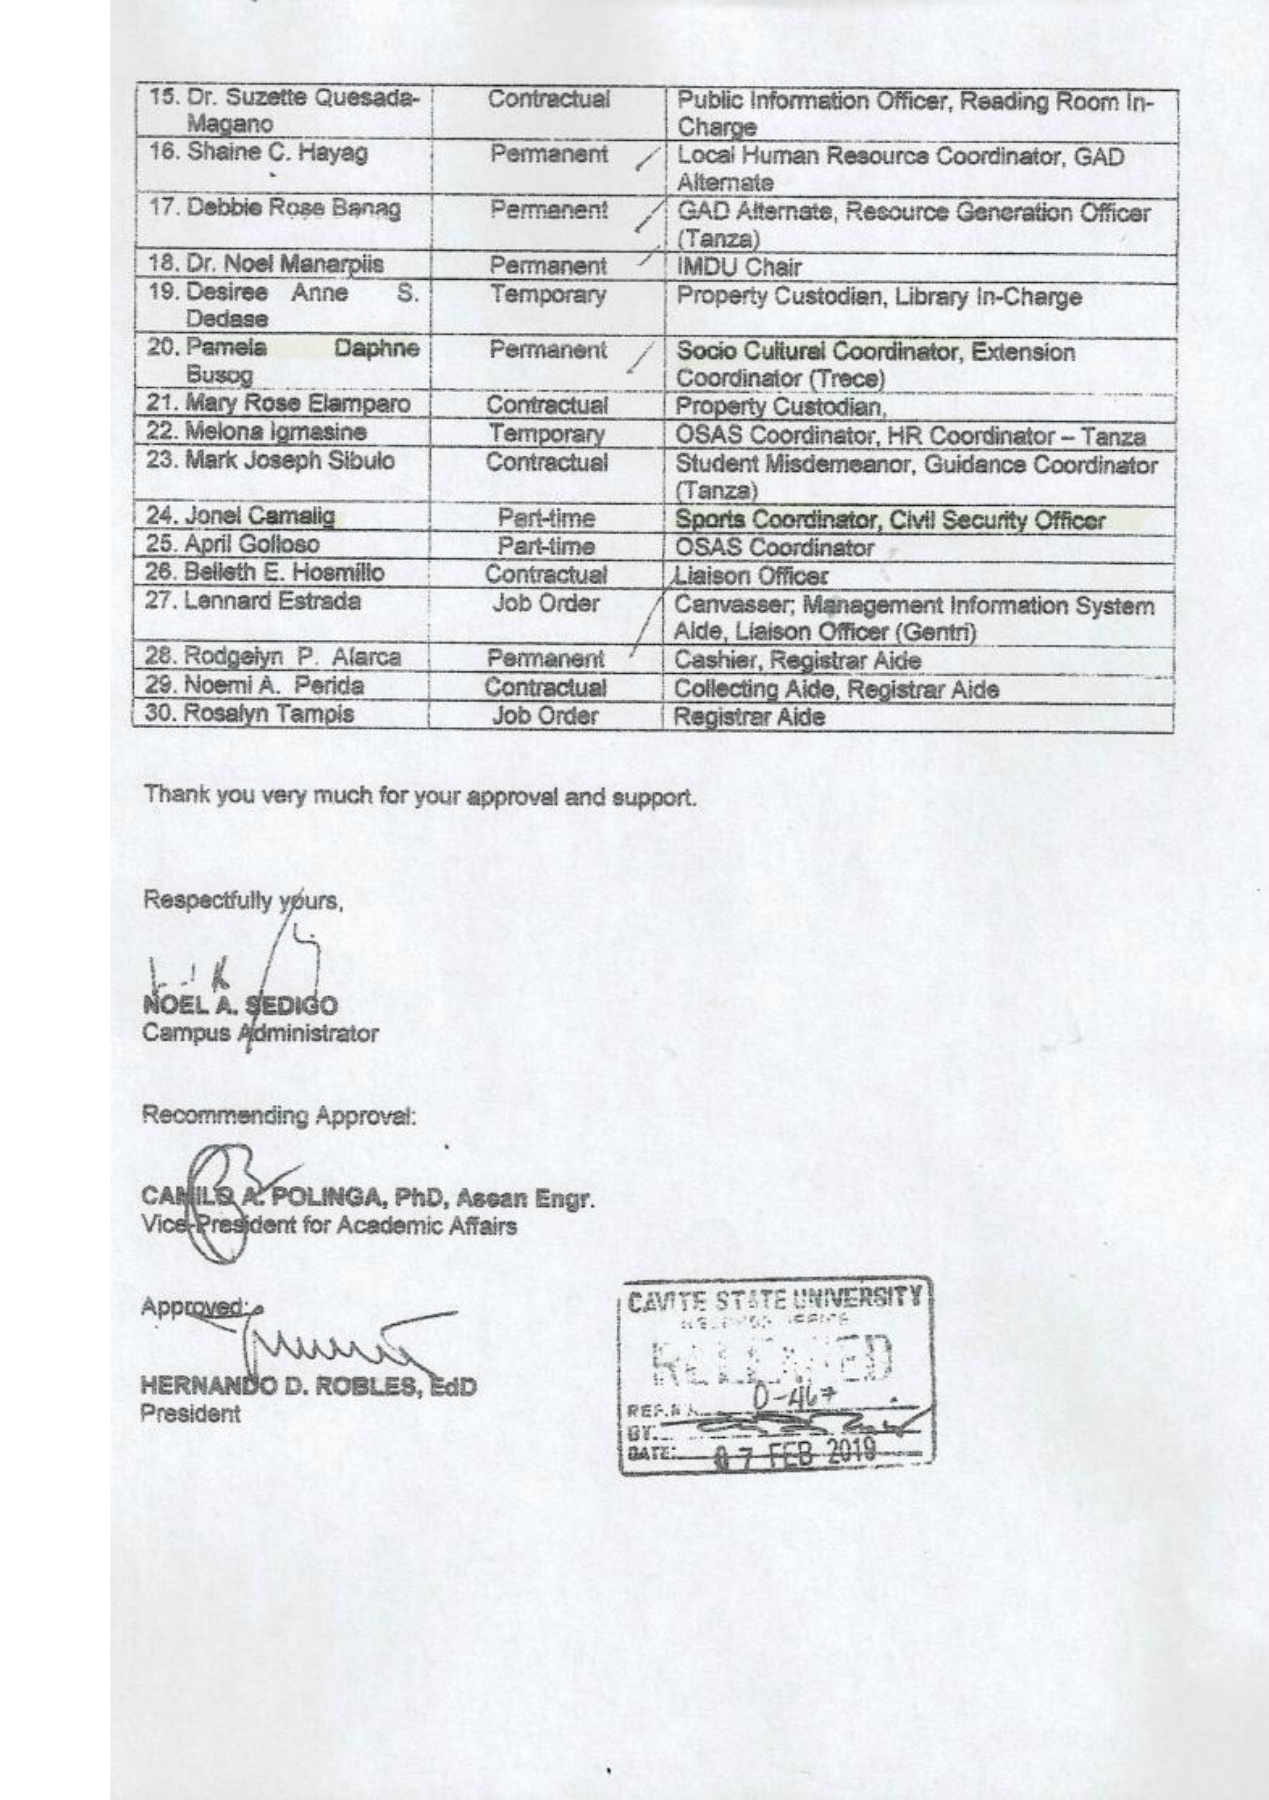 15. Dr. Suzette Quesada- Contractual Public Information Officer, Reading Room In-
Magano Charge
16. Shaine C. Hayag Permanent Local Human Resource Coordinator, GAD
Alternate
17. Debbie Rose Banag Permanent GAD Alternate, Resource Generation Officer
(Tanza)
18. Dr. Noel Manarpiis Permanent IMDU Chair
19. Desiree Anne S. Temporary Property Custodian, Library In-Charge
Dedase
20. Pamela Daphne Permanent Socio Cultural Coordinator, Extension
Busog Coordinator (Trece)
21. Mary Rose Elamparo Contractual Property Custodian,
22. Melona Igmasine Temporary OSAS Coordinator, HR Coordinator – Tanza
23. Mark Joseph Sibulo Contractual Student Misdemeanor, Guidance Coordinator
(Tanza)
24. Jonel Camalig Part-time Sports Coordinator, Civil Security Officer
25. April Golloso Part-time OSAS Coordinator
26. Belleth E. Hosmillo Contractual Liaison Officer
27. Lennard Estrada Job Order Canvasser; Management Information System
Aide, Liaison Officer (Gentri)
28. Rodgelyn P. Alarca Permanent Cashier, Registrar Aide
29. Noemi A. Perida Contractual Collecting Aide, Registrar Aide
30. Rosalyn Tampis Job Order Registrar Aide
Thank you very much for your approval and support.
Respectfully yours,
NOEL A. SEDIGO
Campus Administrator
Recommending Approval:
CAMILO A. POLINGA, PhD, Asean Engr.
Vice-President for Academic Affairs
Approved:
HERNANDO D. ROBLES, EdD
President
CAVITE STATE UNIVERSITY
RELEASED
REF.N 0-467
BY.
DATE: 07 FEB 2019